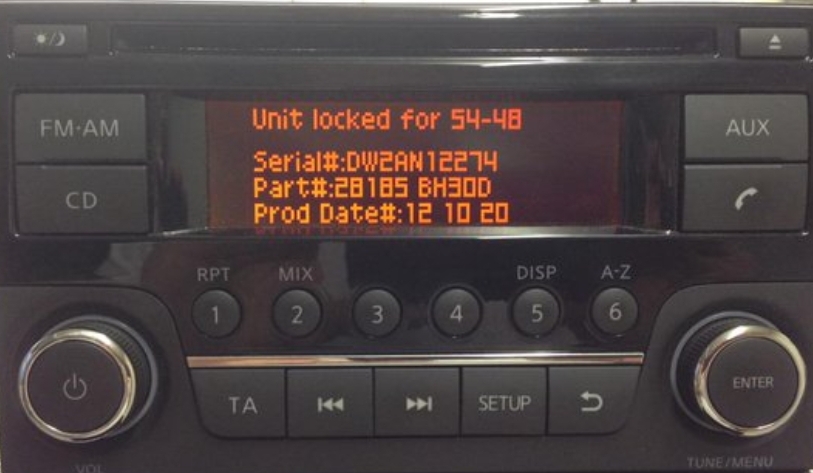 FM·AM
CD
Unit locked for 54-48
Serial#:DW2AN12274
Part#:28185 BH30D
Prod Date#:12 10 20
AUX
RPT MIX DISP A-Z
1 2 3 4 5 6
TA SETUP
ENTER
VOL
TUNE/MENU